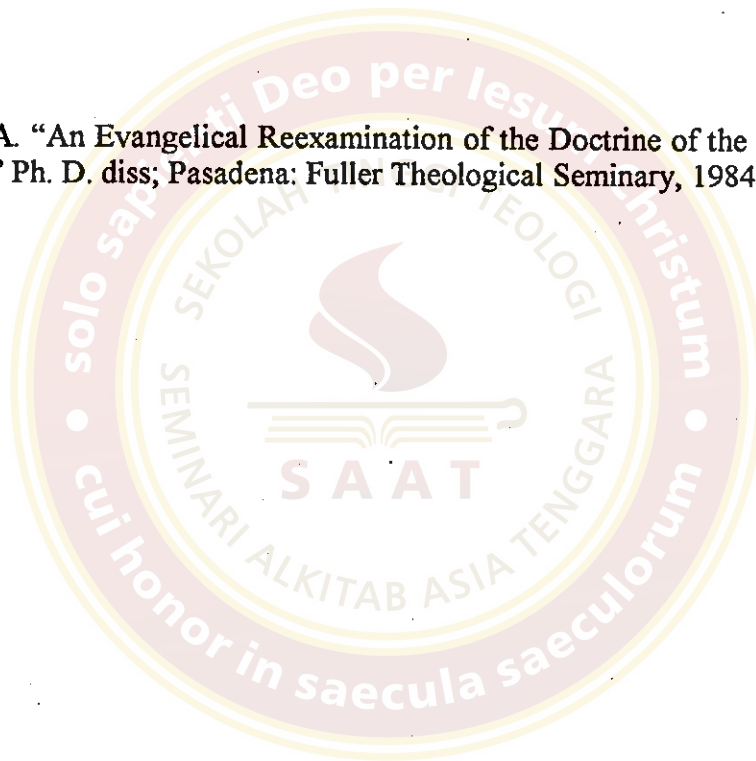 A. “An Evangelical Reexamination of the Doctrine of the
” Ph. D. diss; Pasadena: Fuller Theological Seminary, 1984
solo sapienti Deo per Iesum Christum
cui honor in saecula saeculorum
SEKOLAH TINGGI TEOLOGI
SEMINARI ALKITAB ASIA TENGGARA
SAAT